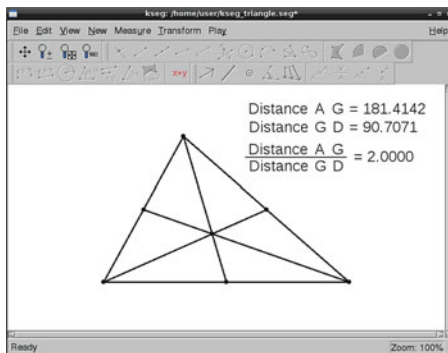 kseg: /home/user/kseg_triangle.seg*
File Edit View New Measure Transform Play Help
x+y
Distance A G = 181.4142
Distance G D = 90.7071
Distance A G
Distance G D
= 2.0000
Ready Zoom: 100%